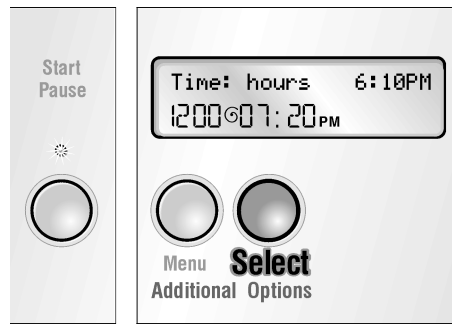 Start
Pause
Time: hours 6:10PM
1200 07:20PM
Menu Select
Additional Options